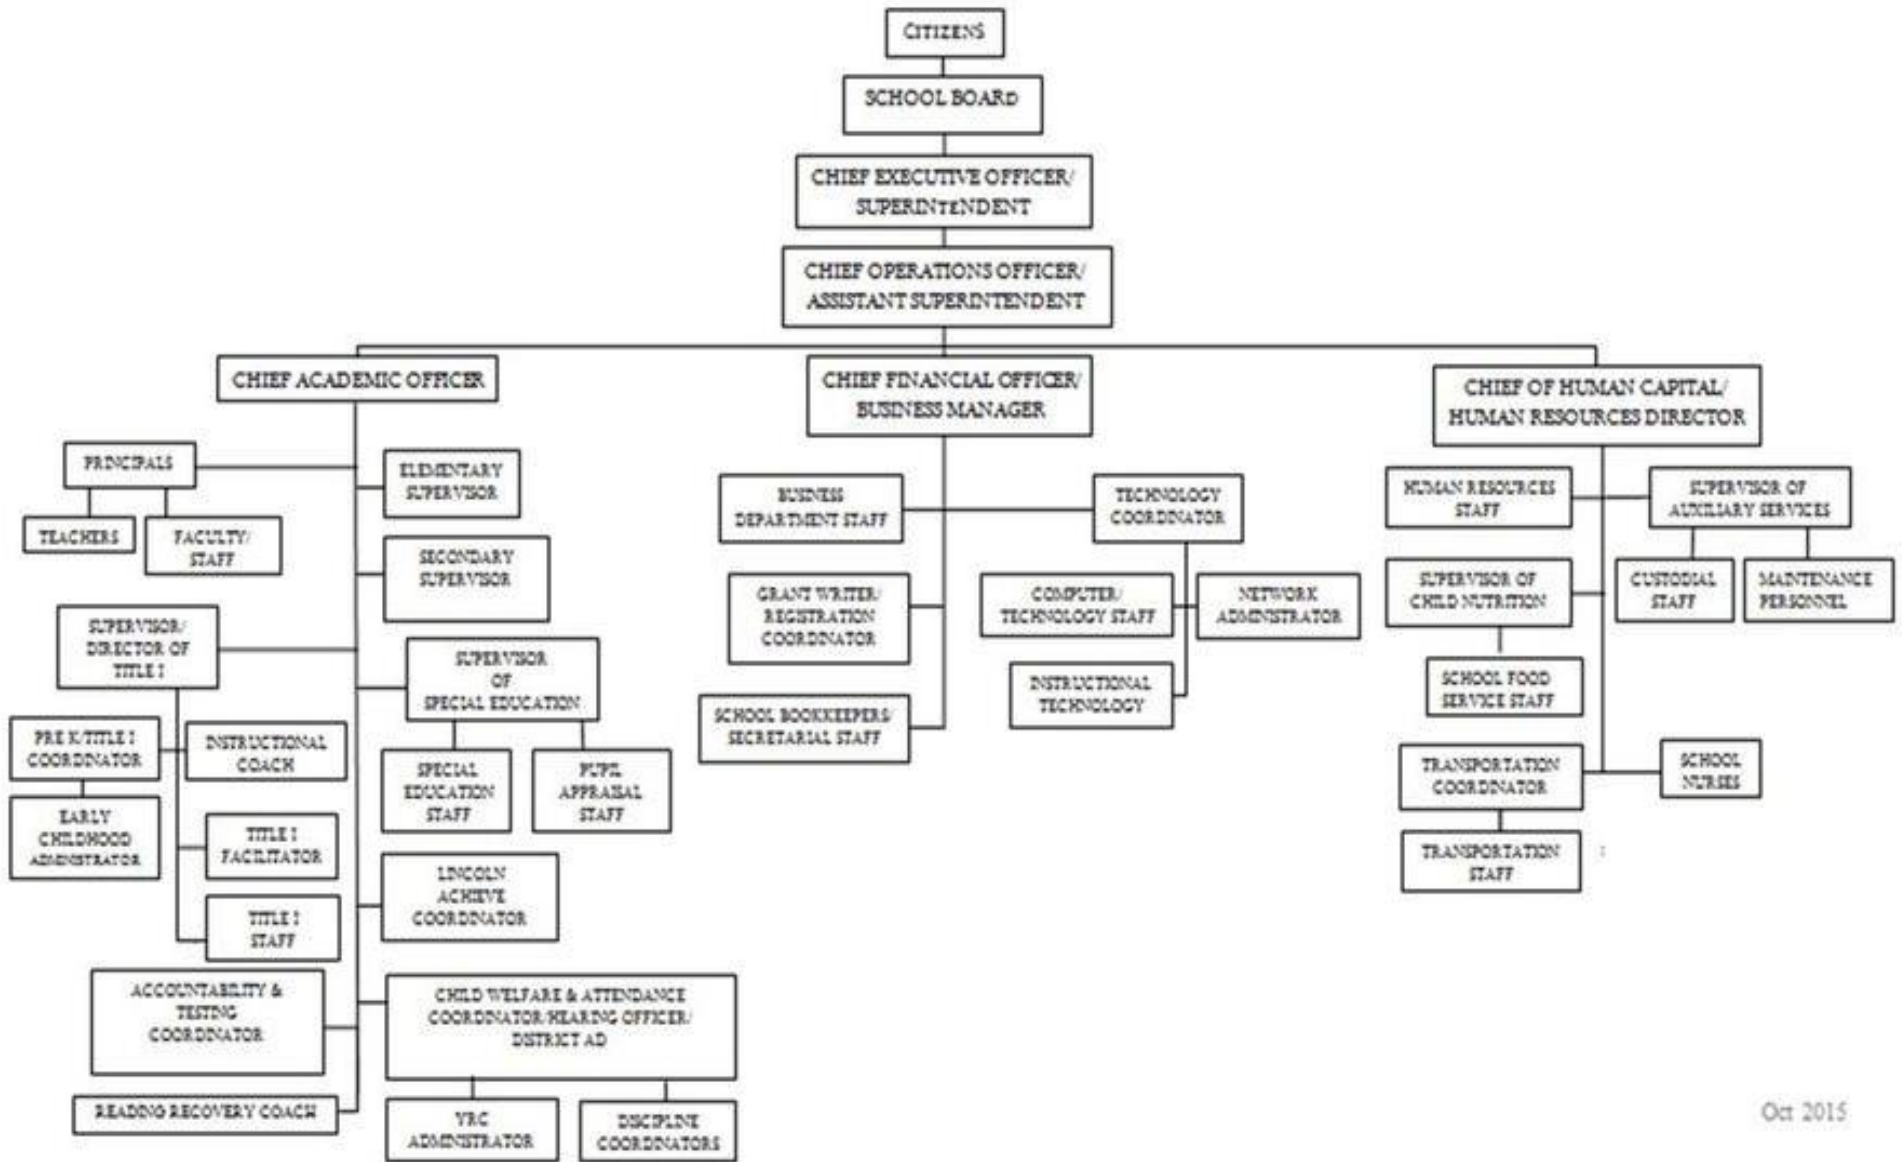 CITIZENS
SCHOOL BOARD
CHIEF EXECUTIVE OFFICER/
SUPERINTENDENT
CHIEF OPERATIONS OFFICER/
ASSISTANT SUPERINTENDENT
CHIEF ACADEMIC OFFICER
CHIEF FINANCIAL OFFICER/
BUSINESS MANAGER
CHIEF OF HUMAN CAPITAL/
HUMAN RESOURCES DIRECTOR
PRINCIPALS
TEACHERS
FACULTY/
STAFF
ELEMENTARY
SUPERVISOR
SECONDARY
SUPERVISOR
SUPERVISOR/
DIRECTOR OF
TITLE I
PRE K/TITLE I
COORDINATOR
INSTRUCTIONAL
COACH
EARLY
CHILDHOOD
ADMINISTRATOR
TITLE I
FACILITATOR
TITLE I
STAFF
SUPERVISOR
OF
SPECIAL EDUCATION
SPECIAL
EDUCATION
STAFF
PUPIL
APPRAISAL
STAFF
LINCOLN
ACHIEVE
COORDINATOR
ACCOUNTABILITY &
TESTING
COORDINATOR
CHILD WELFARE & ATTENDANCE
COORDINATOR/HEARING OFFICER/
DISTRICT AD
READING RECOVERY COACH
YRC
ADMINISTRATOR
DISCIPLINE
COORDINATORS
BUSINESS
DEPARTMENT STAFF
TECHNOLOGY
COORDINATOR
GRANT WRITER/
REGISTRATION
COORDINATOR
COMPUTER/
TECHNOLOGY STAFF
NETWORK
ADMINISTRATOR
INSTRUCTIONAL
TECHNOLOGY
SCHOOL BOOKKEEPERS/
SECRETARIAL STAFF
HUMAN RESOURCES
STAFF
SUPERVISOR OF
AUXILIARY SERVICES
SUPERVISOR OF
CHILD NUTRITION
CUSTODIAL
STAFF
MAINTENANCE
PERSONNEL
SCHOOL FOOD
SERVICE STAFF
TRANSPORTATION
COORDINATOR
SCHOOL
NURSES
TRANSPORTATION
STAFF
Oct 2015